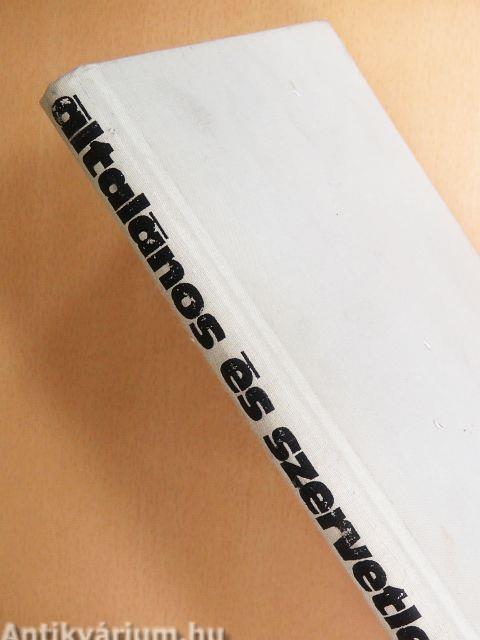 általános és szervetle
Antikvárium.hu